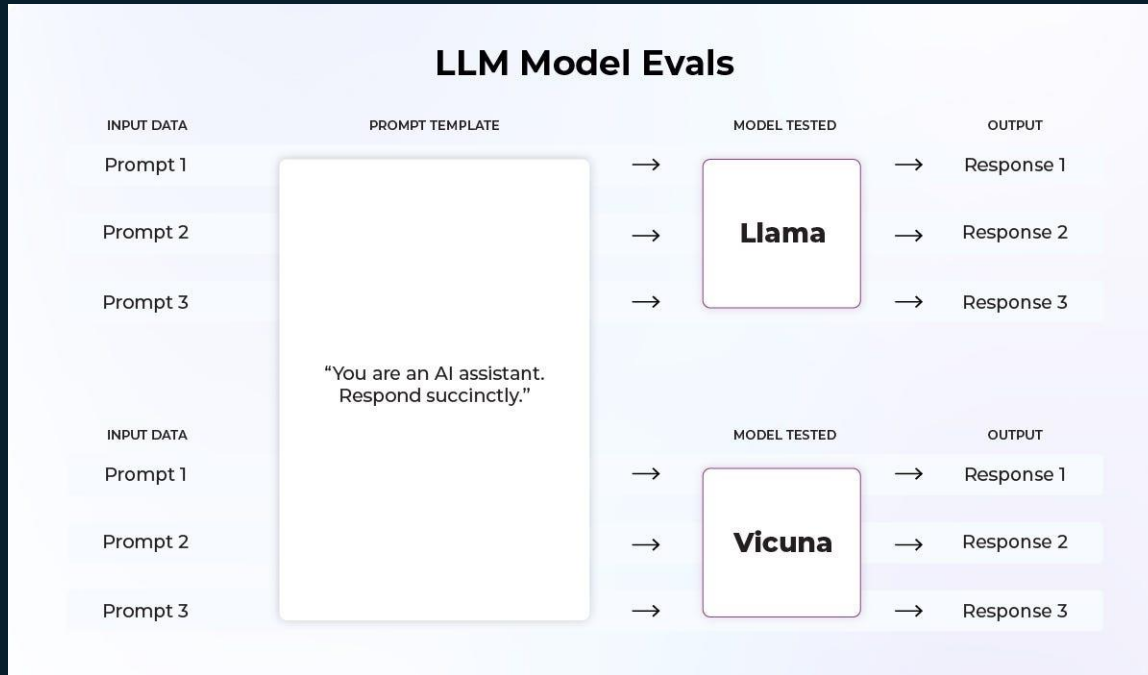 LLM Model Evals
INPUT DATA PROMPT TEMPLATE MODEL TESTED OUTPUT
Prompt 1 → → Response 1
Prompt 2 → Llama → Response 2
Prompt 3 → → Response 3
“You are an AI assistant.
Respond succinctly.”
INPUT DATA MODEL TESTED OUTPUT
Prompt 1 → → Response 1
Prompt 2 → Vicuna → Response 2
Prompt 3 → → Response 3